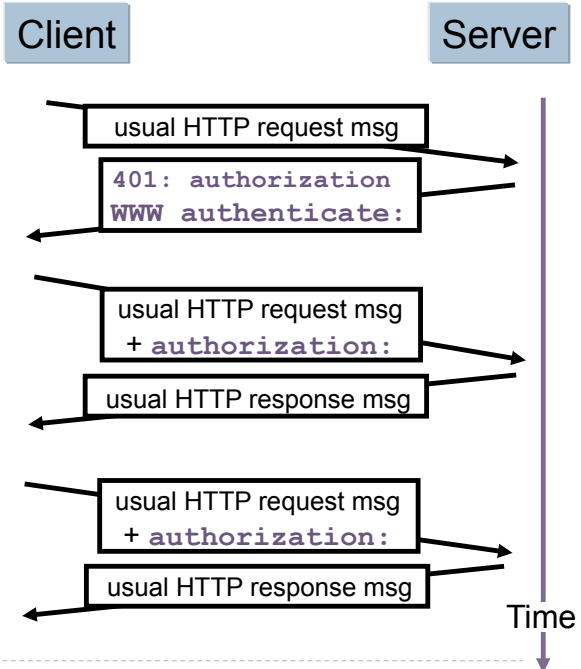 Client
Server
usual HTTP request msg
401: authorization
WWW authenticate:
usual HTTP request msg
+ authorization:
usual HTTP response msg
usual HTTP request msg
+ authorization:
usual HTTP response msg
Time